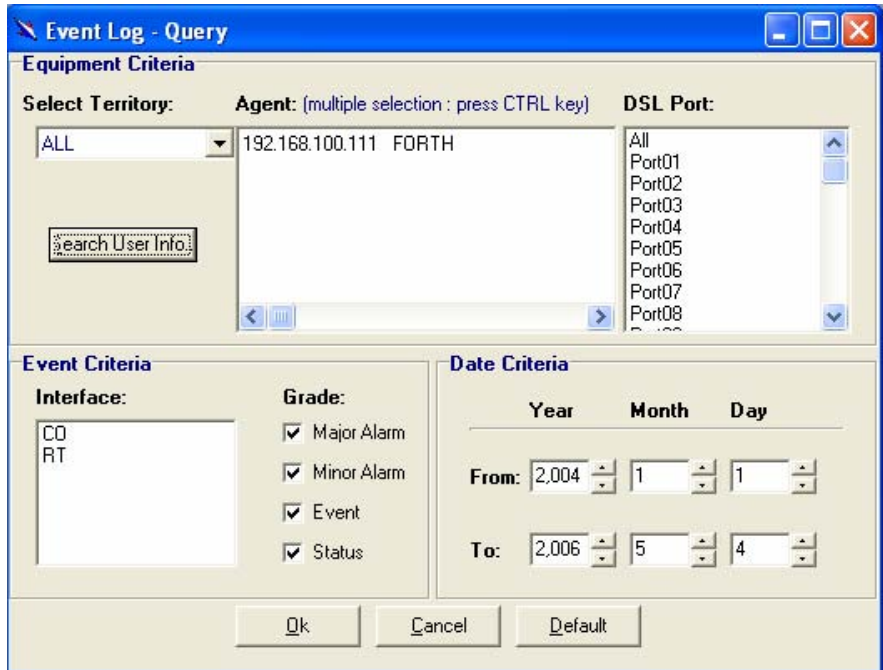 Event Log - Query
Equipment Criteria
Select Territory:
ALL
Search User Info.
Agent: (multiple selection : press CTRL key)
192.168.100.111 FORTH
DSL Port:
All
Port01
Port02
Port03
Port04
Port05
Port06
Port07
Port08
Event Criteria
Interface:
CO
RT
Grade:
Major Alarm
Minor Alarm
Event
Status
Date Criteria
Year Month Day
From: 2,004 1 1
To: 2,006 5 4
Ok Cancel Default